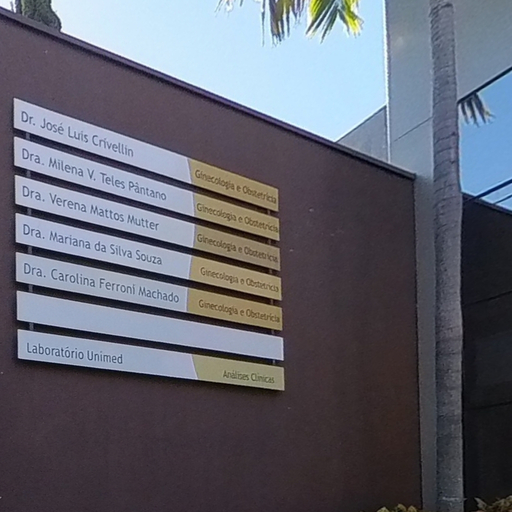 Dr. José Luis Crivellin Ginecologia e Obstetrícia
Dra. Milena V. Teles Pântano Ginecologia e Obstetrícia
Dra. Verena Mattos Mutter Ginecologia e Obstetrícia
Dra. Mariana da Silva Souza Ginecologia e Obstetrícia
Dra. Carolina Ferroni Machado Ginecologia e Obstetrícia
Laboratório Unimed Análises Clínicas